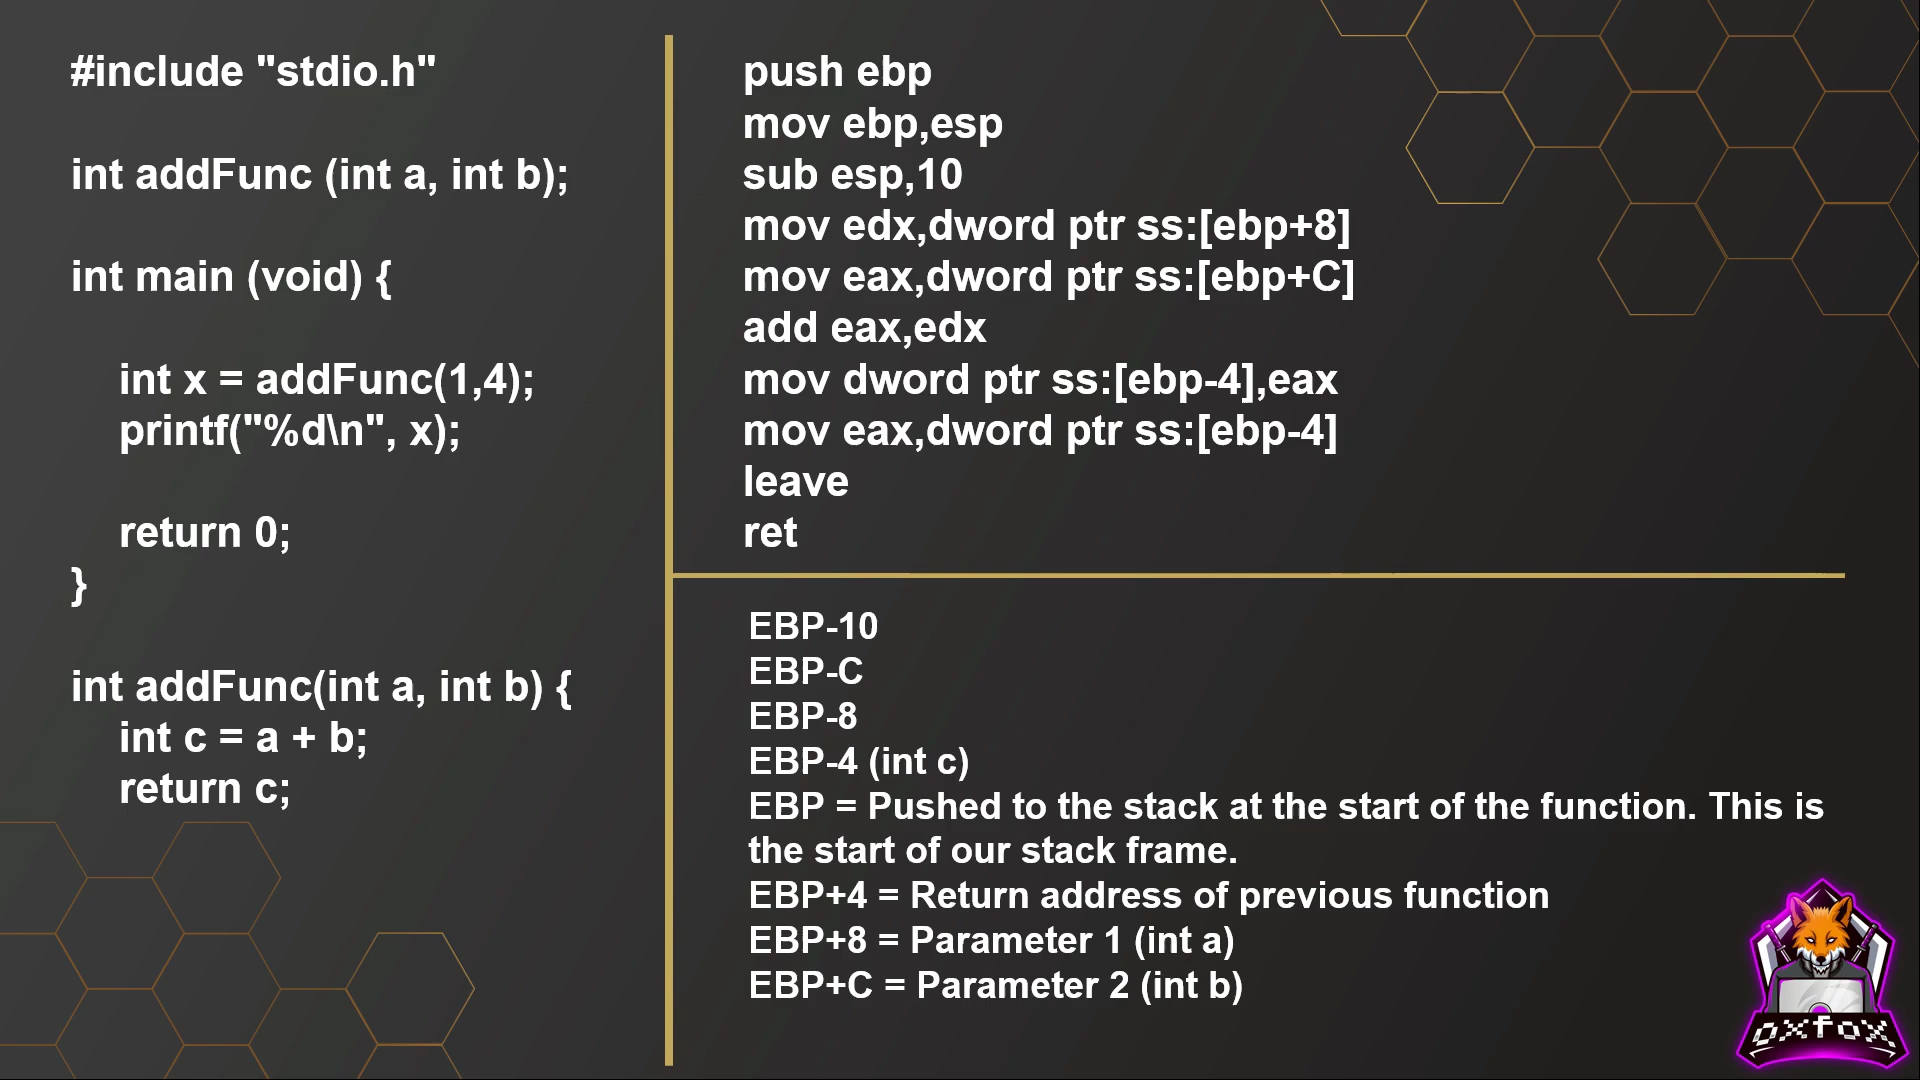 #include "stdio.h"
int addFunc (int a, int b);
int main (void) {
int x = addFunc(1,4);
printf("%d\n", x);
return 0;
}
int addFunc(int a, int b) {
int c = a + b;
return c;
push ebp
mov ebp,esp
sub esp,10
mov edx,dword ptr ss:[ebp+8]
mov eax,dword ptr ss:[ebp+C]
add eax,edx
mov dword ptr ss:[ebp-4],eax
mov eax,dword ptr ss:[ebp-4]
leave
ret
EBP-10
EBP-C
EBP-8
EBP-4 (int c)
EBP = Pushed to the stack at the start of the function. This is
the start of our stack frame.
EBP+4 = Return address of previous function
EBP+8 = Parameter 1 (int a)
EBP+C = Parameter 2 (int b)
oxfox